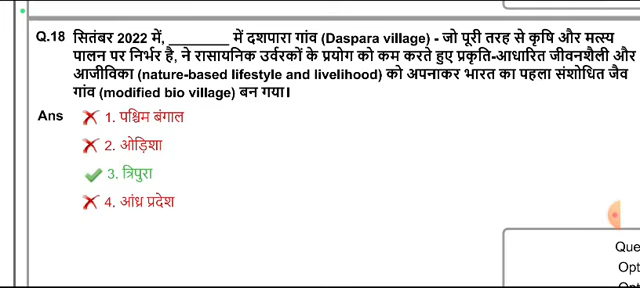 Q.18 सितंबर 2022 में, _________ में दशपारा गांव (Daspara village) - जो पूरी तरह से कृषि और मत्स्य
पालन पर निर्भर है, ने रासायनिक उर्वरकों के प्रयोग को कम करते हुए प्रकृति-आधारित जीवनशैली और
आजीविका (nature-based lifestyle and livelihood) को अपनाकर भारत का पहला संशोधित जैव
गांव (modified bio village) बन गया।
Ans 1. पश्चिम बंगाल
2. ओड़िशा
3. त्रिपुरा
4. आंध्र प्रदेश
Que
Opt